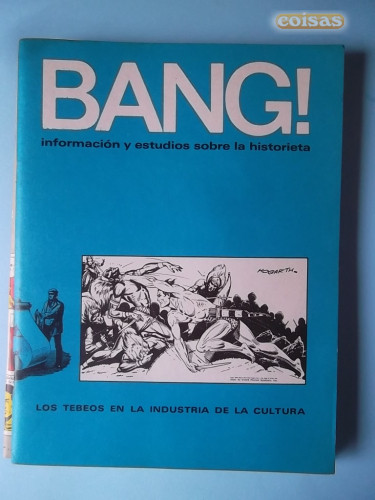 coisas
BANG!
información y estudios sobre la historieta
HOGARTH
LOS TEBEOS EN LA INDUSTRIA DE LA CULTURA